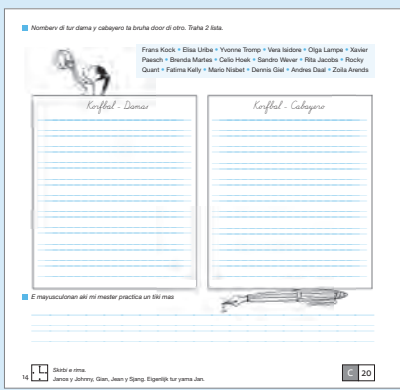 Nombernan di tur dama y cabayero ta bruha door di otro. Traha 2 lista.
Frans Kock • Elisa Uribe • Yvonne Tromp • Vera Isidore • Olga Lampe • Xavier
Paesch • Brenda Martes • Celio Hoek • Sandro Wever • Rita Jacobs • Rocky
Quant • Fatima Kelly • Mario Nisbet • Dennis Giel • Andres Daal • Zoila Arends
Korfbal - Damas
Korfbal - Cabayero
E mayusculonan aki mi mester practica un tiki mas
Skirbi e rima.
14
Janos y Johnny, Gian, Jean y Sjang. Eigenlijk tur yama Jan.
C 20